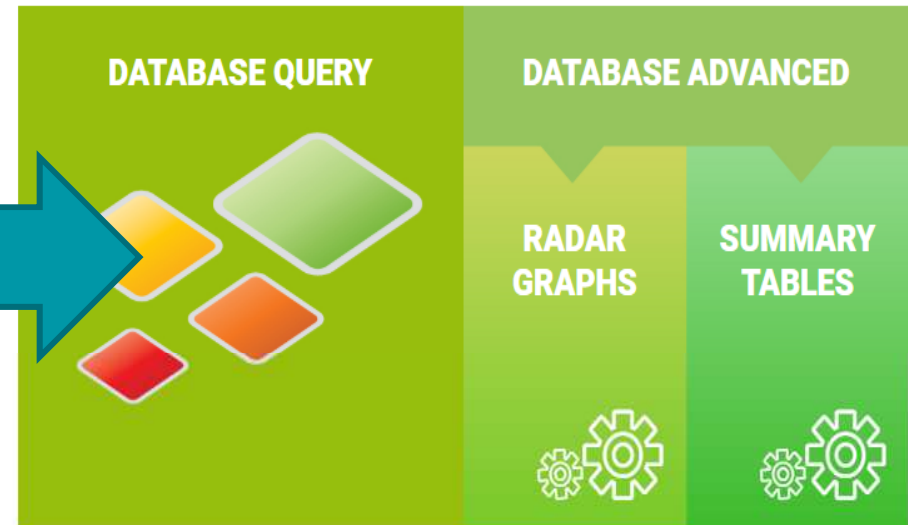 DATABASE QUERY
DATABASE ADVANCED
RADAR
GRAPHS
SUMMARY
TABLES